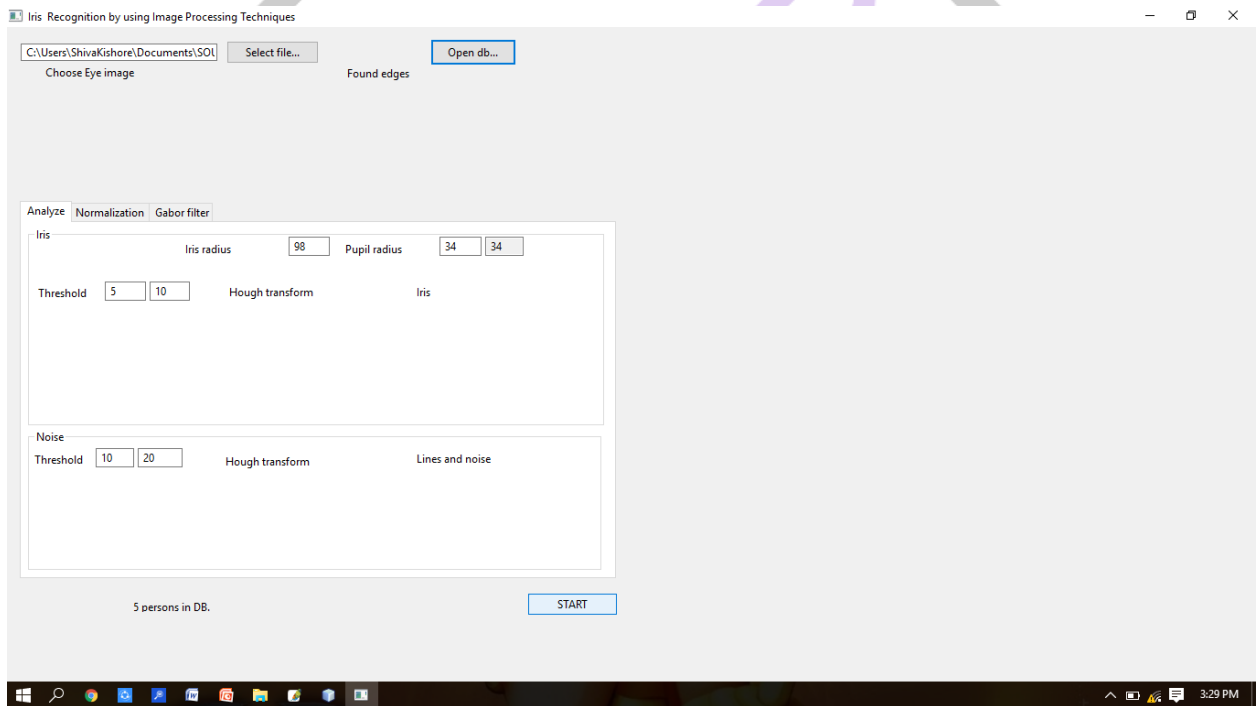 Iris Recognition by using Image Processing Techniques
C:\Users\ShivaKishore\Documents\SOU Select file... Open db...
Choose Eye image Found edges
Analyze Normalization Gabor filter
Iris
Iris radius 98 Pupil radius 34 34
Threshold 5 10 Hough transform Iris
Noise
Threshold 10 20 Hough transform Lines and noise
5 persons in DB. START
3:29 PM